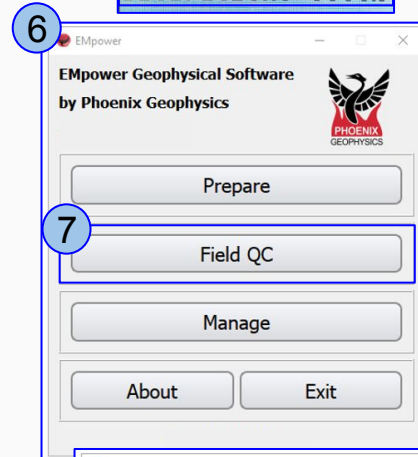 6
EMpower
EMpower Geophysical Software
by Phoenix Geophysics
PHOENIX
GEOPHYSICS
Prepare
7
Field QC
Manage
About
Exit